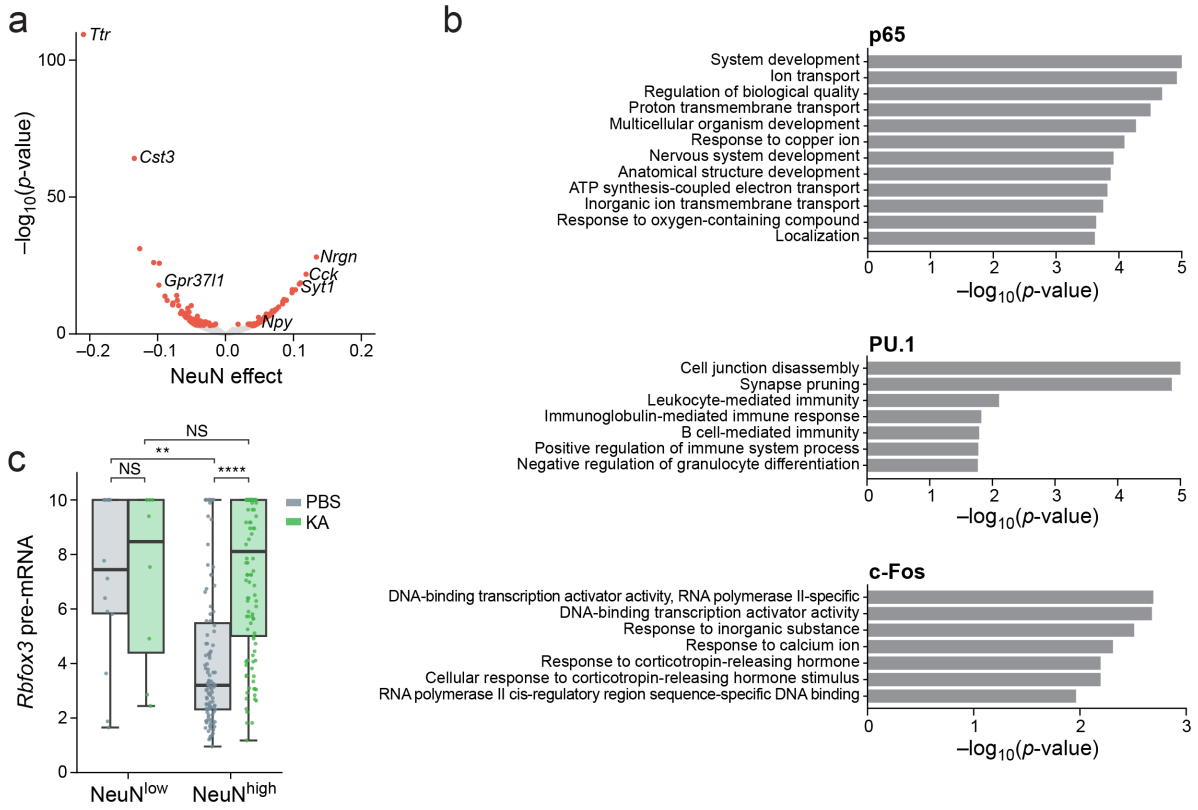 a
Ttr
Cst3
Gpr37l1
Nrgn
Cck
Syt1
Npy
100
50
0
–log10(p-value)
–0.2
–0.1
0.0
0.1
0.2
NeuN effect
b
p65
System development
Ion transport
Regulation of biological quality
Proton transmembrane transport
Multicellular organism development
Response to copper ion
Nervous system development
Anatomical structure development
ATP synthesis-coupled electron transport
Inorganic ion transmembrane transport
Response to oxygen-containing compound
Localization
0 1 2 3 4 5
–log10(p-value)
PU.1
Cell junction disassembly
Synapse pruning
Leukocyte-mediated immunity
Immunoglobulin-mediated immune response
B cell-mediated immunity
Positive regulation of immune system process
Negative regulation of granulocyte differentiation
0 1 2 3 4 5
–log10(p-value)
c-Fos
DNA-binding transcription activator activity, RNA polymerase II-specific
DNA-binding transcription activator activity
Response to inorganic substance
Response to calcium ion
Response to corticotropin-releasing hormone
Cellular response to corticotropin-releasing hormone stimulus
RNA polymerase II cis-regulatory region sequence-specific DNA binding
0 1 2 3
–log10(p-value)
c
NS
**
NS
****
PBS
KA
10
8
6
4
2
0
Rbfox3 pre-mRNA
NeuNlow
NeuNhigh